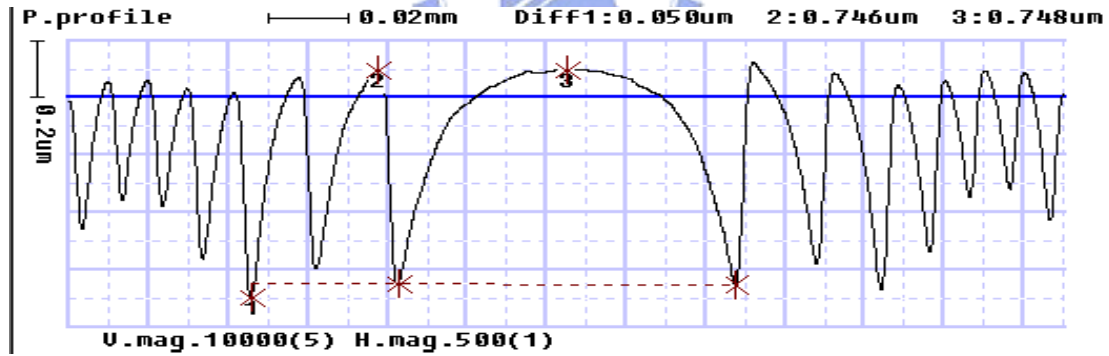 P.profile 0.02mm Diff1:0.050um 2:0.746um 3:0.748um
0.2um
2 3
1
V.mag.10000(5) H.mag.500(1)